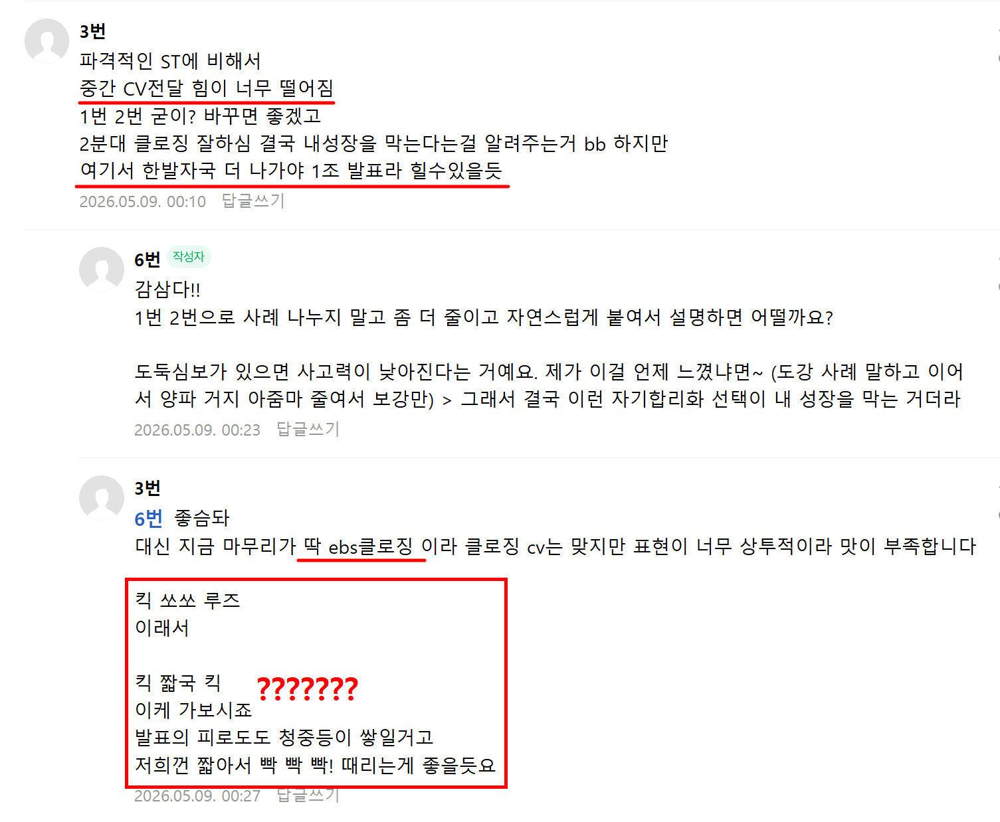 3번
파격적인 ST에 비해서
중간 CV전달 힘이 너무 떨어짐
1번 2번 굳이? 바꾸면 좋겠고
2분대 클로징 잘하심 결국 내성장을 막는다는걸 알려주는거 bb 하지만
여기서 한발자국 더 나가야 1조 발표라 힐수있을듯
2026.05.09. 00:10 답글쓰기
6번 작성자
감삼다!!
1번 2번으로 사례 나누지 말고 좀 더 줄이고 자연스럽게 붙여서 설명하면 어떨까요?
도둑심보가 있으면 사고력이 낮아진다는 거예요. 제가 이걸 언제 느꼈냐면~ (도강 사례 말하고 이어
서 양파 거지 아줌마 줄여서 보강만) > 그래서 결국 이런 자기합리화 선택이 내 성장을 막는 거더라
2026.05.09. 00:23 답글쓰기
3번
6번 좋슴돠
대신 지금 마무리가 딱 ebs클로징 이라 클로징 cv는 맞지만 표현이 너무 상투적이라 맛이 부족합니다
킥 쏘쏘 루즈
이래서
킥 짧국 킥
???????
이케 가보시죠
발표의 피로도도 청중등이 쌓일거고
저희껀 짧아서 빡 빡 빡! 때리는게 좋을듯요
2026.05.09. 00:27 답글쓰기